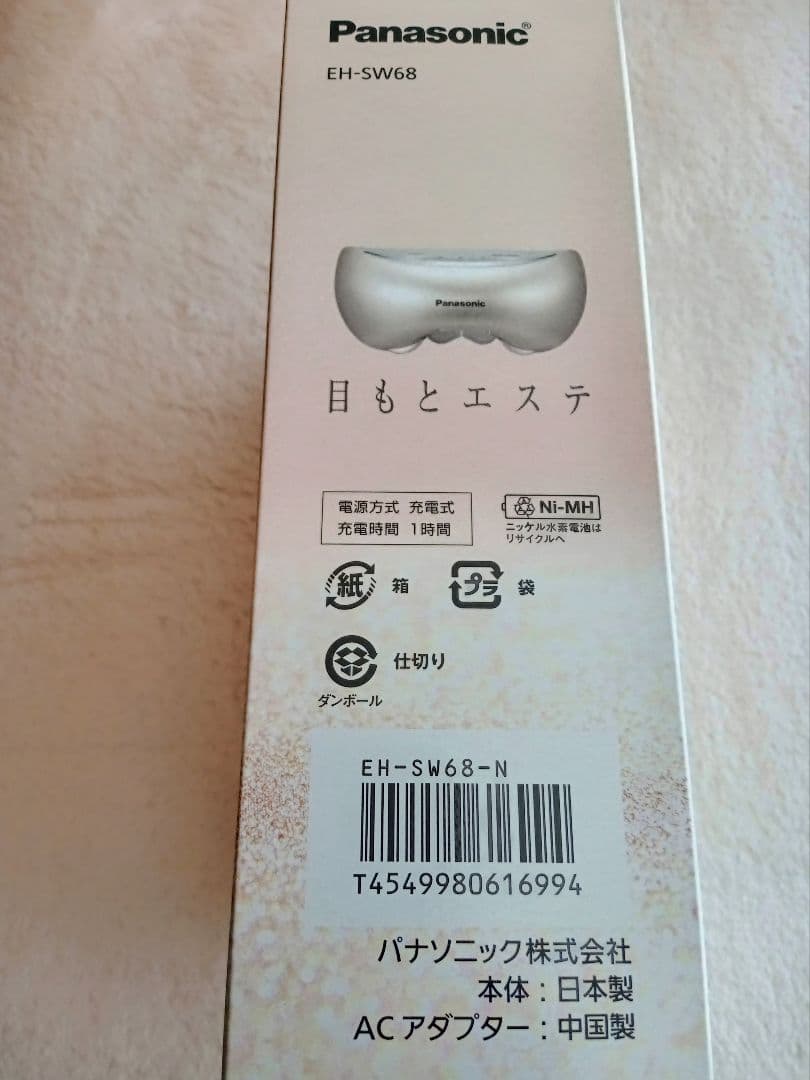 Panasonic®
EH-SW68
Panasonic
目もとエステ
電源方式 充電式
充電時間 1時間
Ni-MH
ニッケル水素電池は
リサイクルへ
紙 箱
プラ 袋
仕切り
ダンボール
EH-SW68-N
T4549980616994
パナソニック株式会社
本体：日本製
ACアダプター：中国製